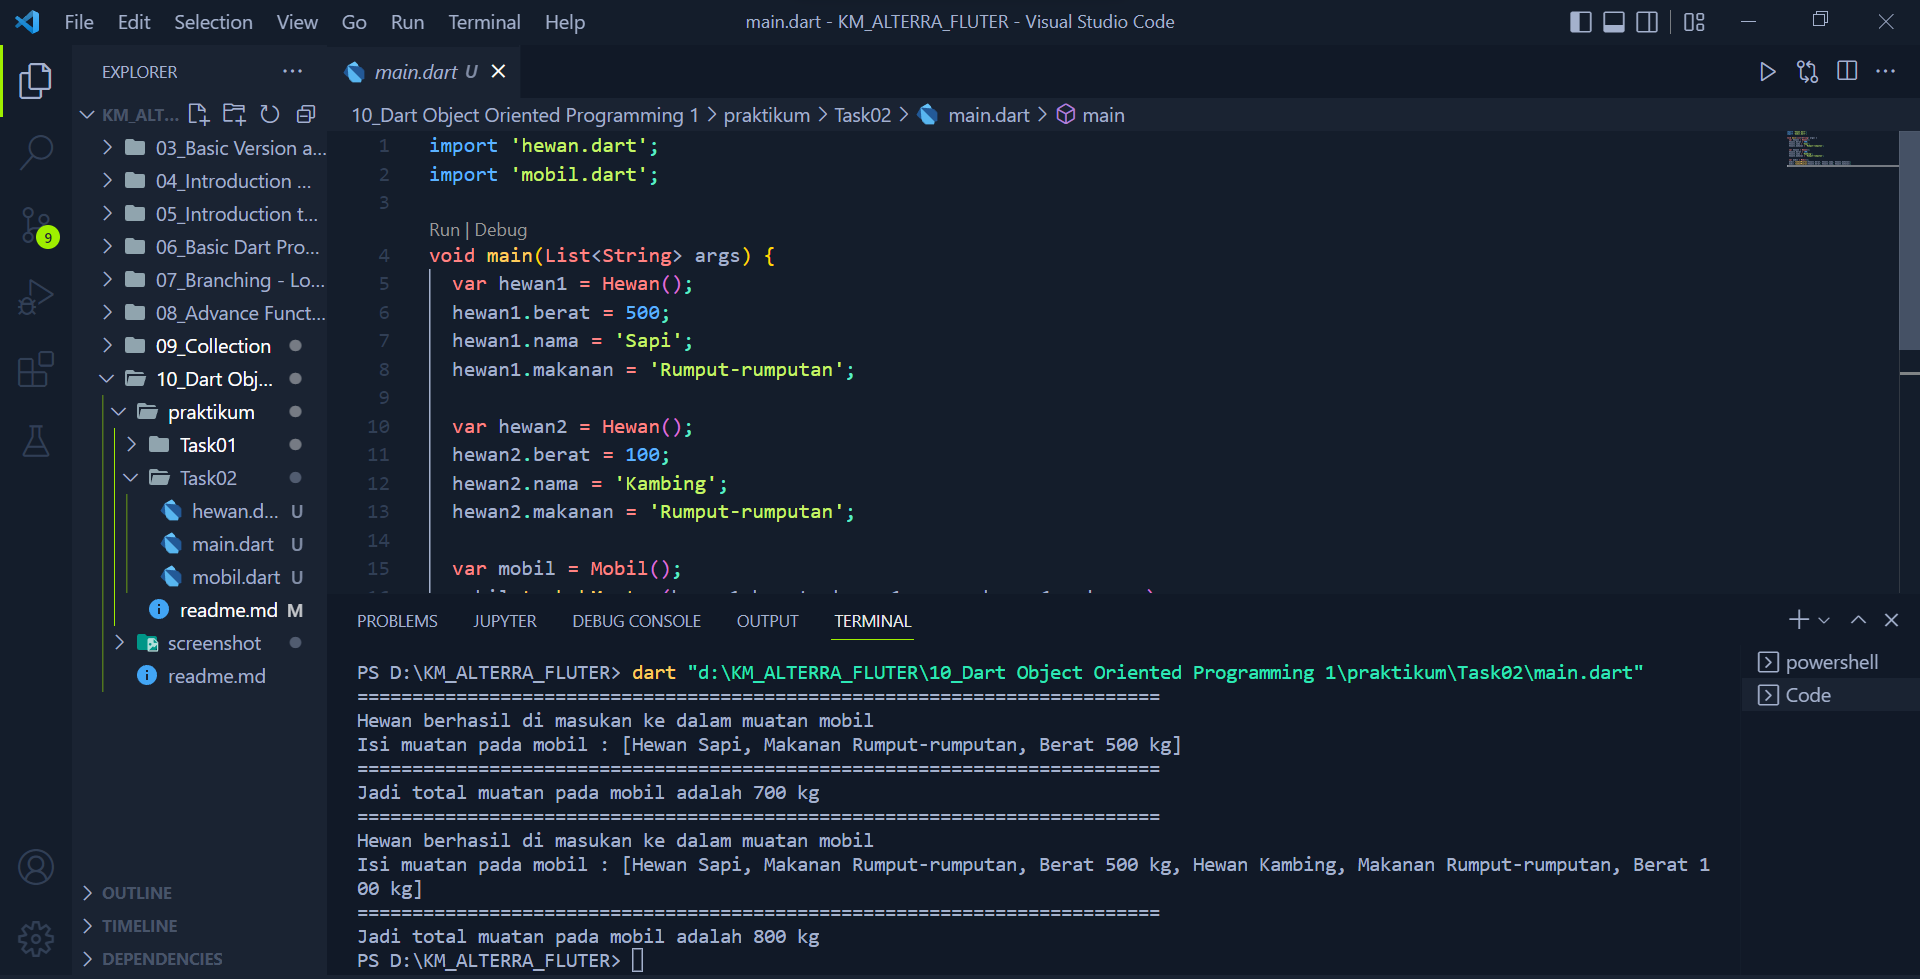 File Edit Selection View Go Run Terminal Help
main.dart - KM_ALTERRA_FLUTER - Visual Studio Code
EXPLORER
main.dart U
KM_ALT...
03_Basic Version a...
04_Introduction ...
05_Introduction t...
06_Basic Dart Pro...
07_Branching - Lo...
08_Advance Funct...
09_Collection
10_Dart Obj...
praktikum
Task01
Task02
hewan.d... U
main.dart U
mobil.dart U
readme.md M
screenshot
readme.md
OUTLINE
TIMELINE
DEPENDENCIES
9
10_Dart Object Oriented Programming 1 > praktikum > Task02 > main.dart > main
1 import 'hewan.dart';
2 import 'mobil.dart';
3
Run | Debug
4 void main(List<String> args) {
5 var hewan1 = Hewan();
6 hewan1.berat = 500;
7 hewan1.nama = 'Sapi';
8 hewan1.makanan = 'Rumput-rumputan';
9
10 var hewan2 = Hewan();
11 hewan2.berat = 100;
12 hewan2.nama = 'Kambing';
13 hewan2.makanan = 'Rumput-rumputan';
14
15 var mobil = Mobil();
PROBLEMS JUPYTER DEBUG CONSOLE OUTPUT TERMINAL
PS D:\KM_ALTERRA_FLUTER> dart "d:\KM_ALTERRA_FLUTER\10_Dart Object Oriented Programming 1\praktikum\Task02\main.dart"
=========================================================================
Hewan berhasil di masukan ke dalam muatan mobil
Isi muatan pada mobil : [Hewan Sapi, Makanan Rumput-rumputan, Berat 500 kg]
=========================================================================
Jadi total muatan pada mobil adalah 700 kg
=========================================================================
Hewan berhasil di masukan ke dalam muatan mobil
Isi muatan pada mobil : [Hewan Sapi, Makanan Rumput-rumputan, Berat 500 kg, Hewan Kambing, Makanan Rumput-rumputan, Berat 1
00 kg]
=========================================================================
Jadi total muatan pada mobil adalah 800 kg
PS D:\KM_ALTERRA_FLUTER>
powershell
Code